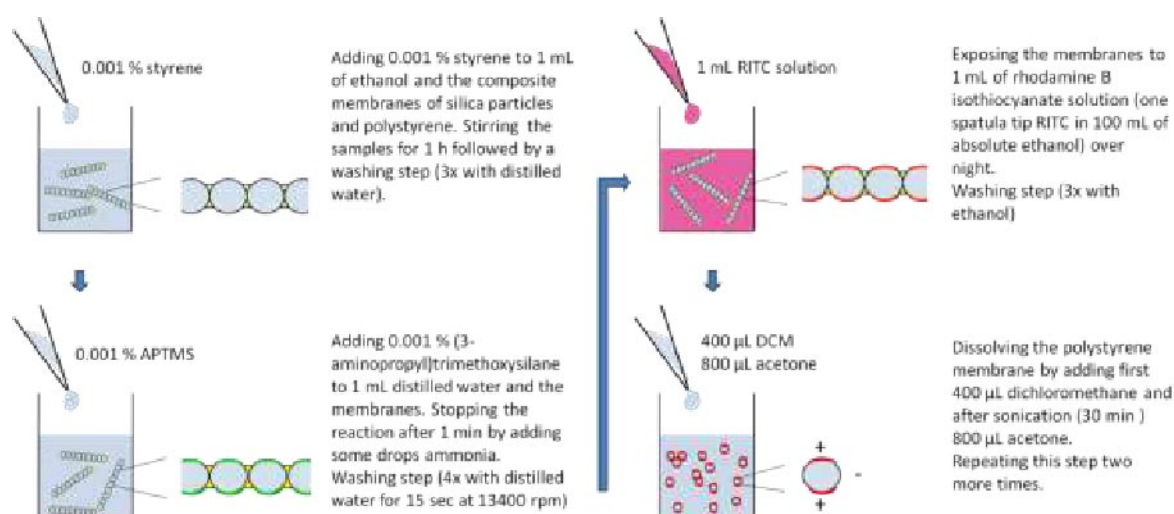 0.001 % styrene
Adding 0.001 % styrene to 1 mL
of ethanol and the composite
membranes of silica particles
and polystyrene. Stirring the
samples for 1 h followed by a
washing step (3x with distilled
water).
0.001 % APTMS
Adding 0.001 % (3-
aminopropyl)trimethoxysilane
to 1 mL distilled water and the
membranes. Stopping the
reaction after 1 min by adding
some drops ammonia.
Washing step (4x with distilled
water for 15 sec at 13400 rpm)
1 mL RITC solution
Exposing the membranes to
1 mL of rhodamine B
isothiocyanate solution (one
spatula tip RITC in 100 mL of
absolute ethanol) over
night.
Washing step (3x with
ethanol)
400 µL DCM
800 µL acetone
+
-
+
Dissolving the polystyrene
membrane by adding first
400 µL dichloromethane and
after sonication (30 min )
800 µL acetone.
Repeating this step two
more times.